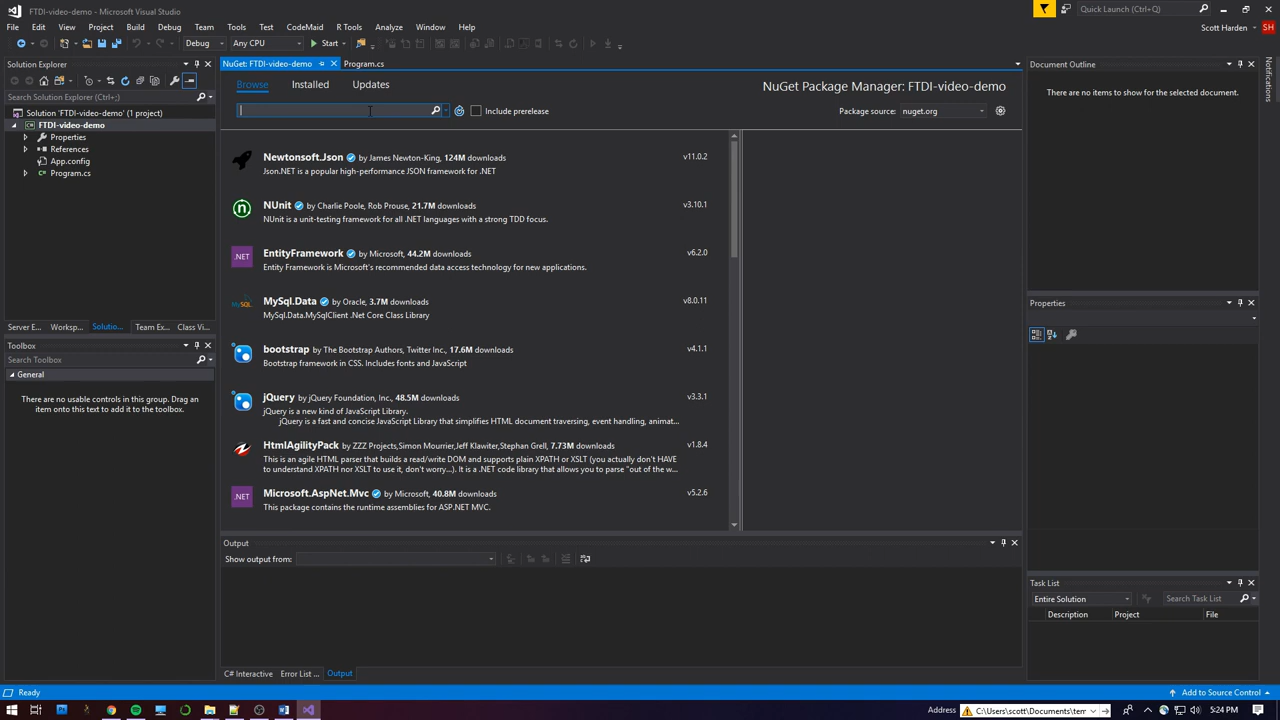 FTDI-video-demo - Microsoft Visual Studio
Quick Launch (Ctrl+Q)
File Edit View Project Build Debug Team Tools Test CodeMaid R Tools Analyze Window Help
Scott Harden SH
Debug Any CPU Start
Solution Explorer
NuGet: FTDI-video-demo Program.cs
Document Outline
Notifications
Browse Installed Updates
NuGet Package Manager: FTDI-video-demo
There are no items to show for the selected document.
Search Solution Explorer (Ctrl+;)
Include prerelease
Package source: nuget.org
Solution 'FTDI-video-demo' (1 project)
FTDI-video-demo
Properties
References
App.config
Program.cs
Newtonsoft.Json by James Newton-King, 124M downloads v11.0.2
Json.NET is a popular high-performance JSON framework for .NET
NUnit by Charlie Poole, Rob Prouse, 21.7M downloads v3.10.1
NUnit is a unit-testing framework for all .NET languages with a strong TDD focus.
.NET EntityFramework by Microsoft, 44.2M downloads v6.2.0
Entity Framework is Microsoft's recommended data access technology for new applications.
MySQL MySql.Data by Oracle, 3.7M downloads v8.0.11
MySql.Data.MySqlClient .Net Core Class Library
bootstrap by The Bootstrap Authors, Twitter Inc., 17.6M downloads v4.1.1
Bootstrap framework in CSS. Includes fonts and JavaScript
jQuery by jQuery Foundation, Inc., 48.5M downloads v3.3.1
jQuery is a new kind of JavaScript Library.
jQuery is a fast and concise JavaScript Library that simplifies HTML document traversing, event handling, animat...
HtmlAgilityPack by ZZZ Projects,Simon Mourrier,Jeff Klawiter,Stephan Grell, 7.73M downloads v1.8.4
This is an agile HTML parser that builds a read/write DOM and supports plain XPATH or XSLT (you actually don't HAVE
to understand XPATH nor XSLT to use it, don't worry...). It is a .NET code library that allows you to parse "out of the w...
.NET Microsoft.AspNet.Mvc by Microsoft, 40.8M downloads v5.2.6
This package contains the runtime assemblies for ASP.NET MVC.
Server E... Worksp... Solutio... Team Ex... Class Vi...
Toolbox
Search Toolbox
General
There are no usable controls in this group. Drag an
item onto this text to add it to the toolbox.
Properties
Output
Show output from:
Task List
Entire Solution Search Task List
Description Project File
C# Interactive Error List ... Output
Ready
Add to Source Control
Address C:\Users\scott\Documents\tem
5:24 PM